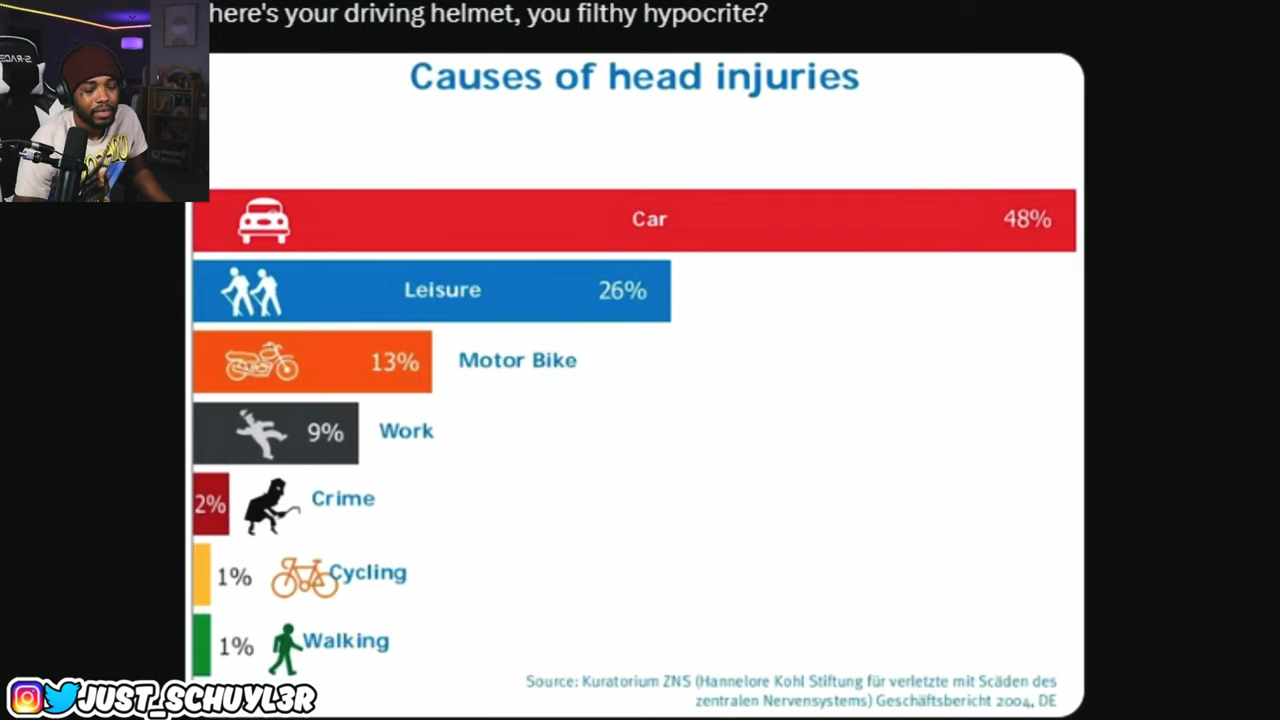 here's your driving helmet, you filthy hypocrite?
Causes of head injuries
Car 48%
Leisure 26%
13% Motor Bike
9% Work
2% Crime
1% Cycling
1% Walking
Source: Kuratorium ZNS (Hannelore Kohl Stiftung für verletzte mit Scäden des
zentralen Nervensystems) Geschäftsbericht 2004, DE
JUST_SCHUYL3R